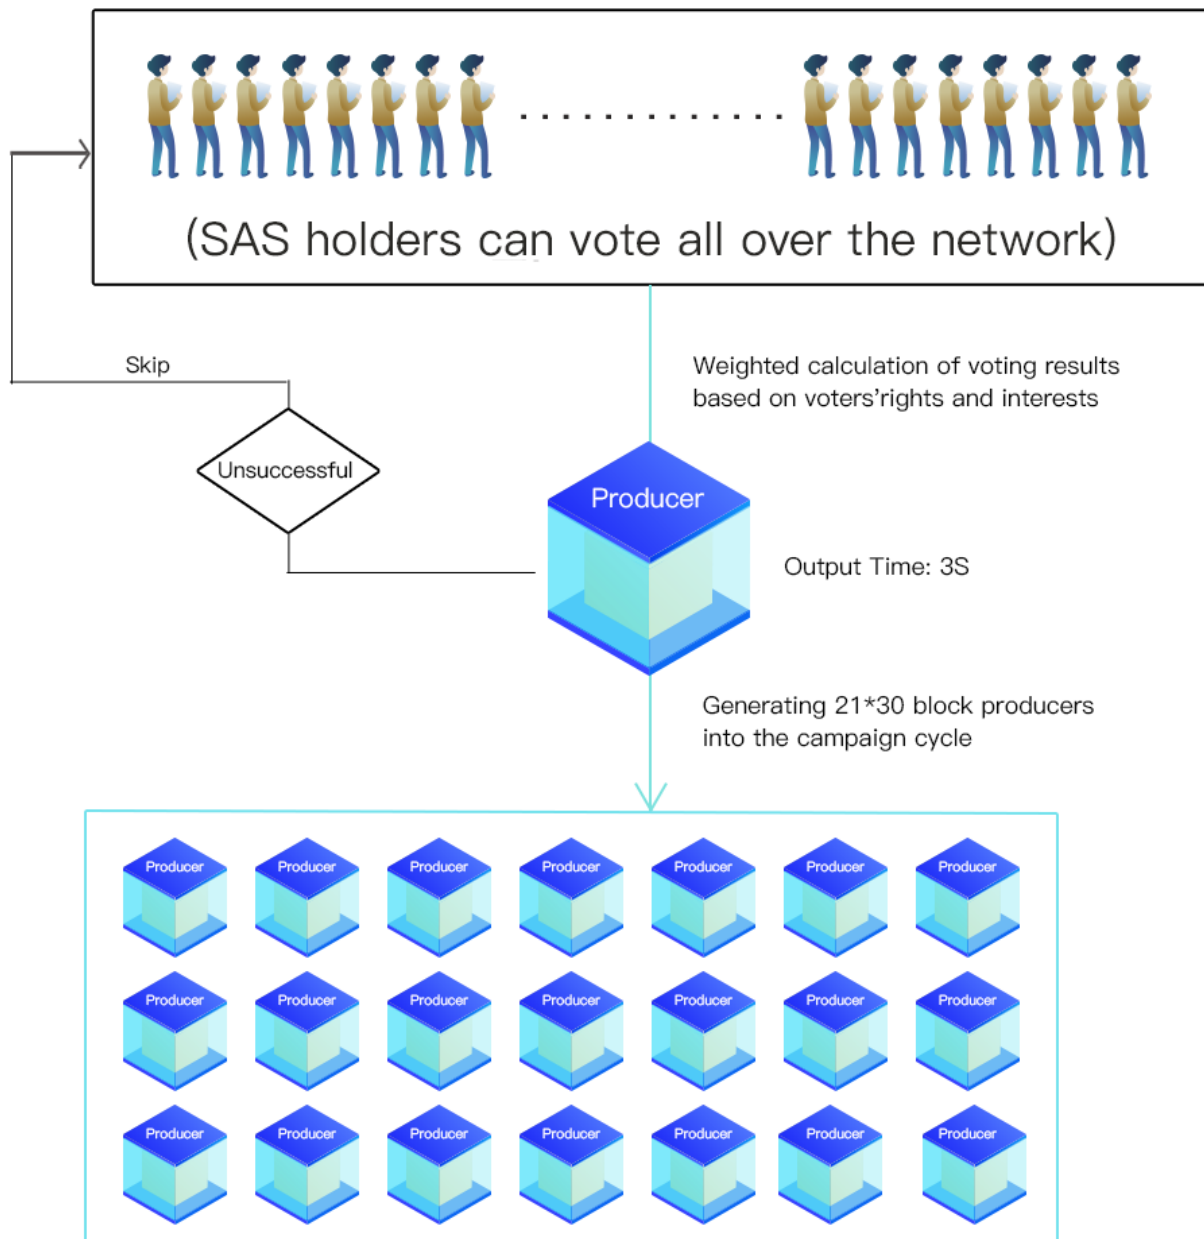 (SAS holders can vote all over the network)
Skip
Weighted calculation of voting results
based on voters'rights and interests
Unsuccessful
Producer
Output Time: 3S
Generating 21*30 block producers
into the campaign cycle
Producer Producer Producer Producer Producer Producer Producer
Producer Producer Producer Producer Producer Producer Producer
Producer Producer Producer Producer Producer Producer Producer